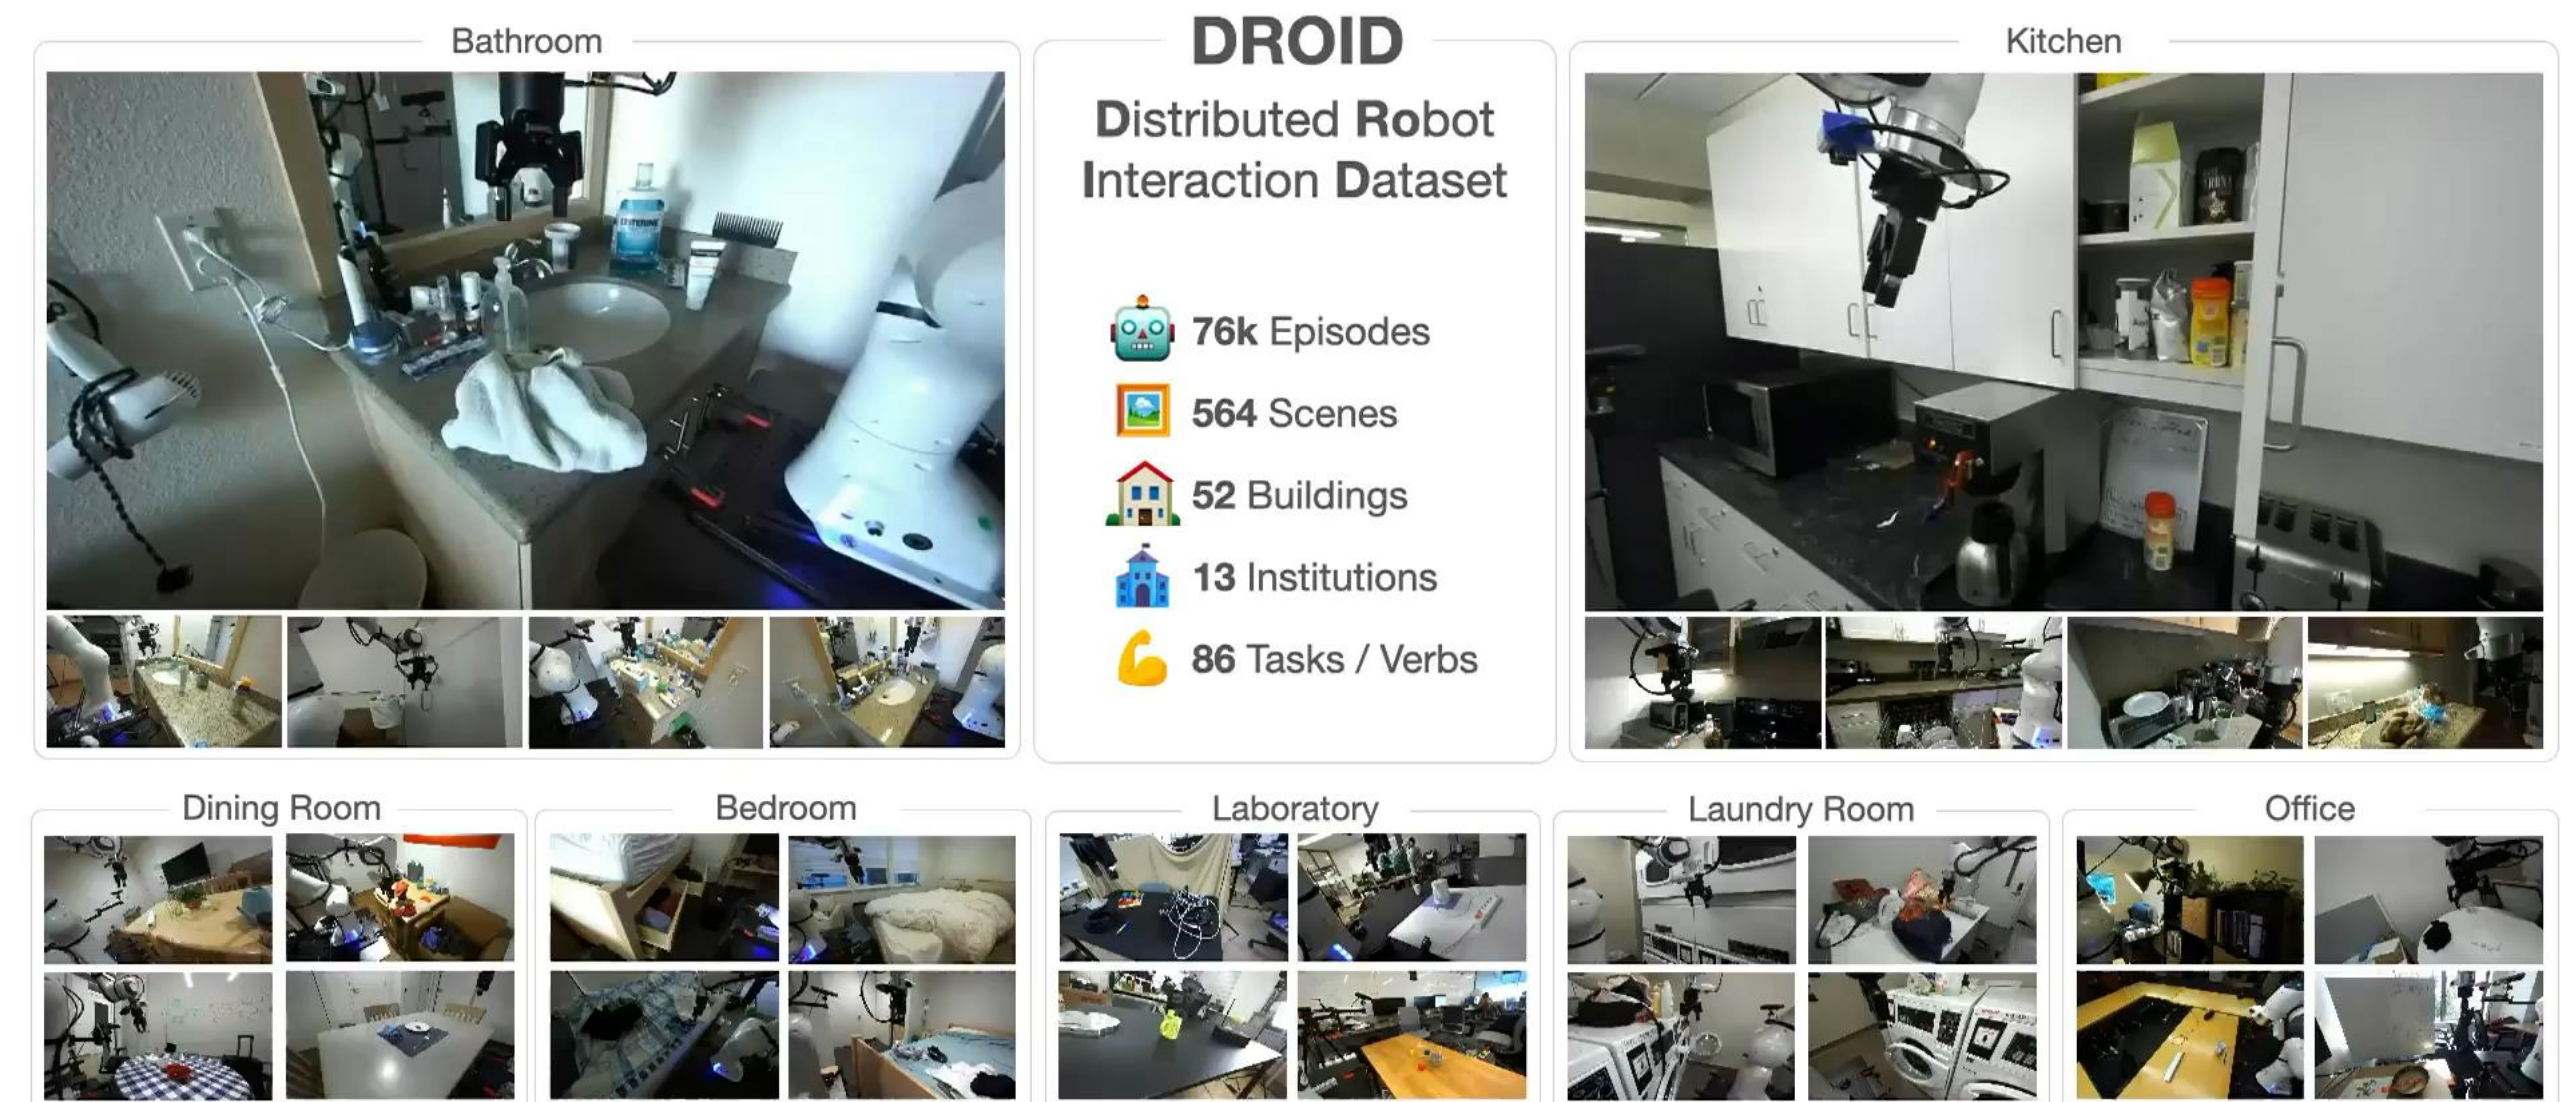 Bathroom
DROID
Distributed Robot
Interaction Dataset
76k Episodes
564 Scenes
52 Buildings
13 Institutions
86 Tasks / Verbs
Kitchen
LISTERINE
Dining Room
Bedroom
Laboratory
Laundry Room
Office